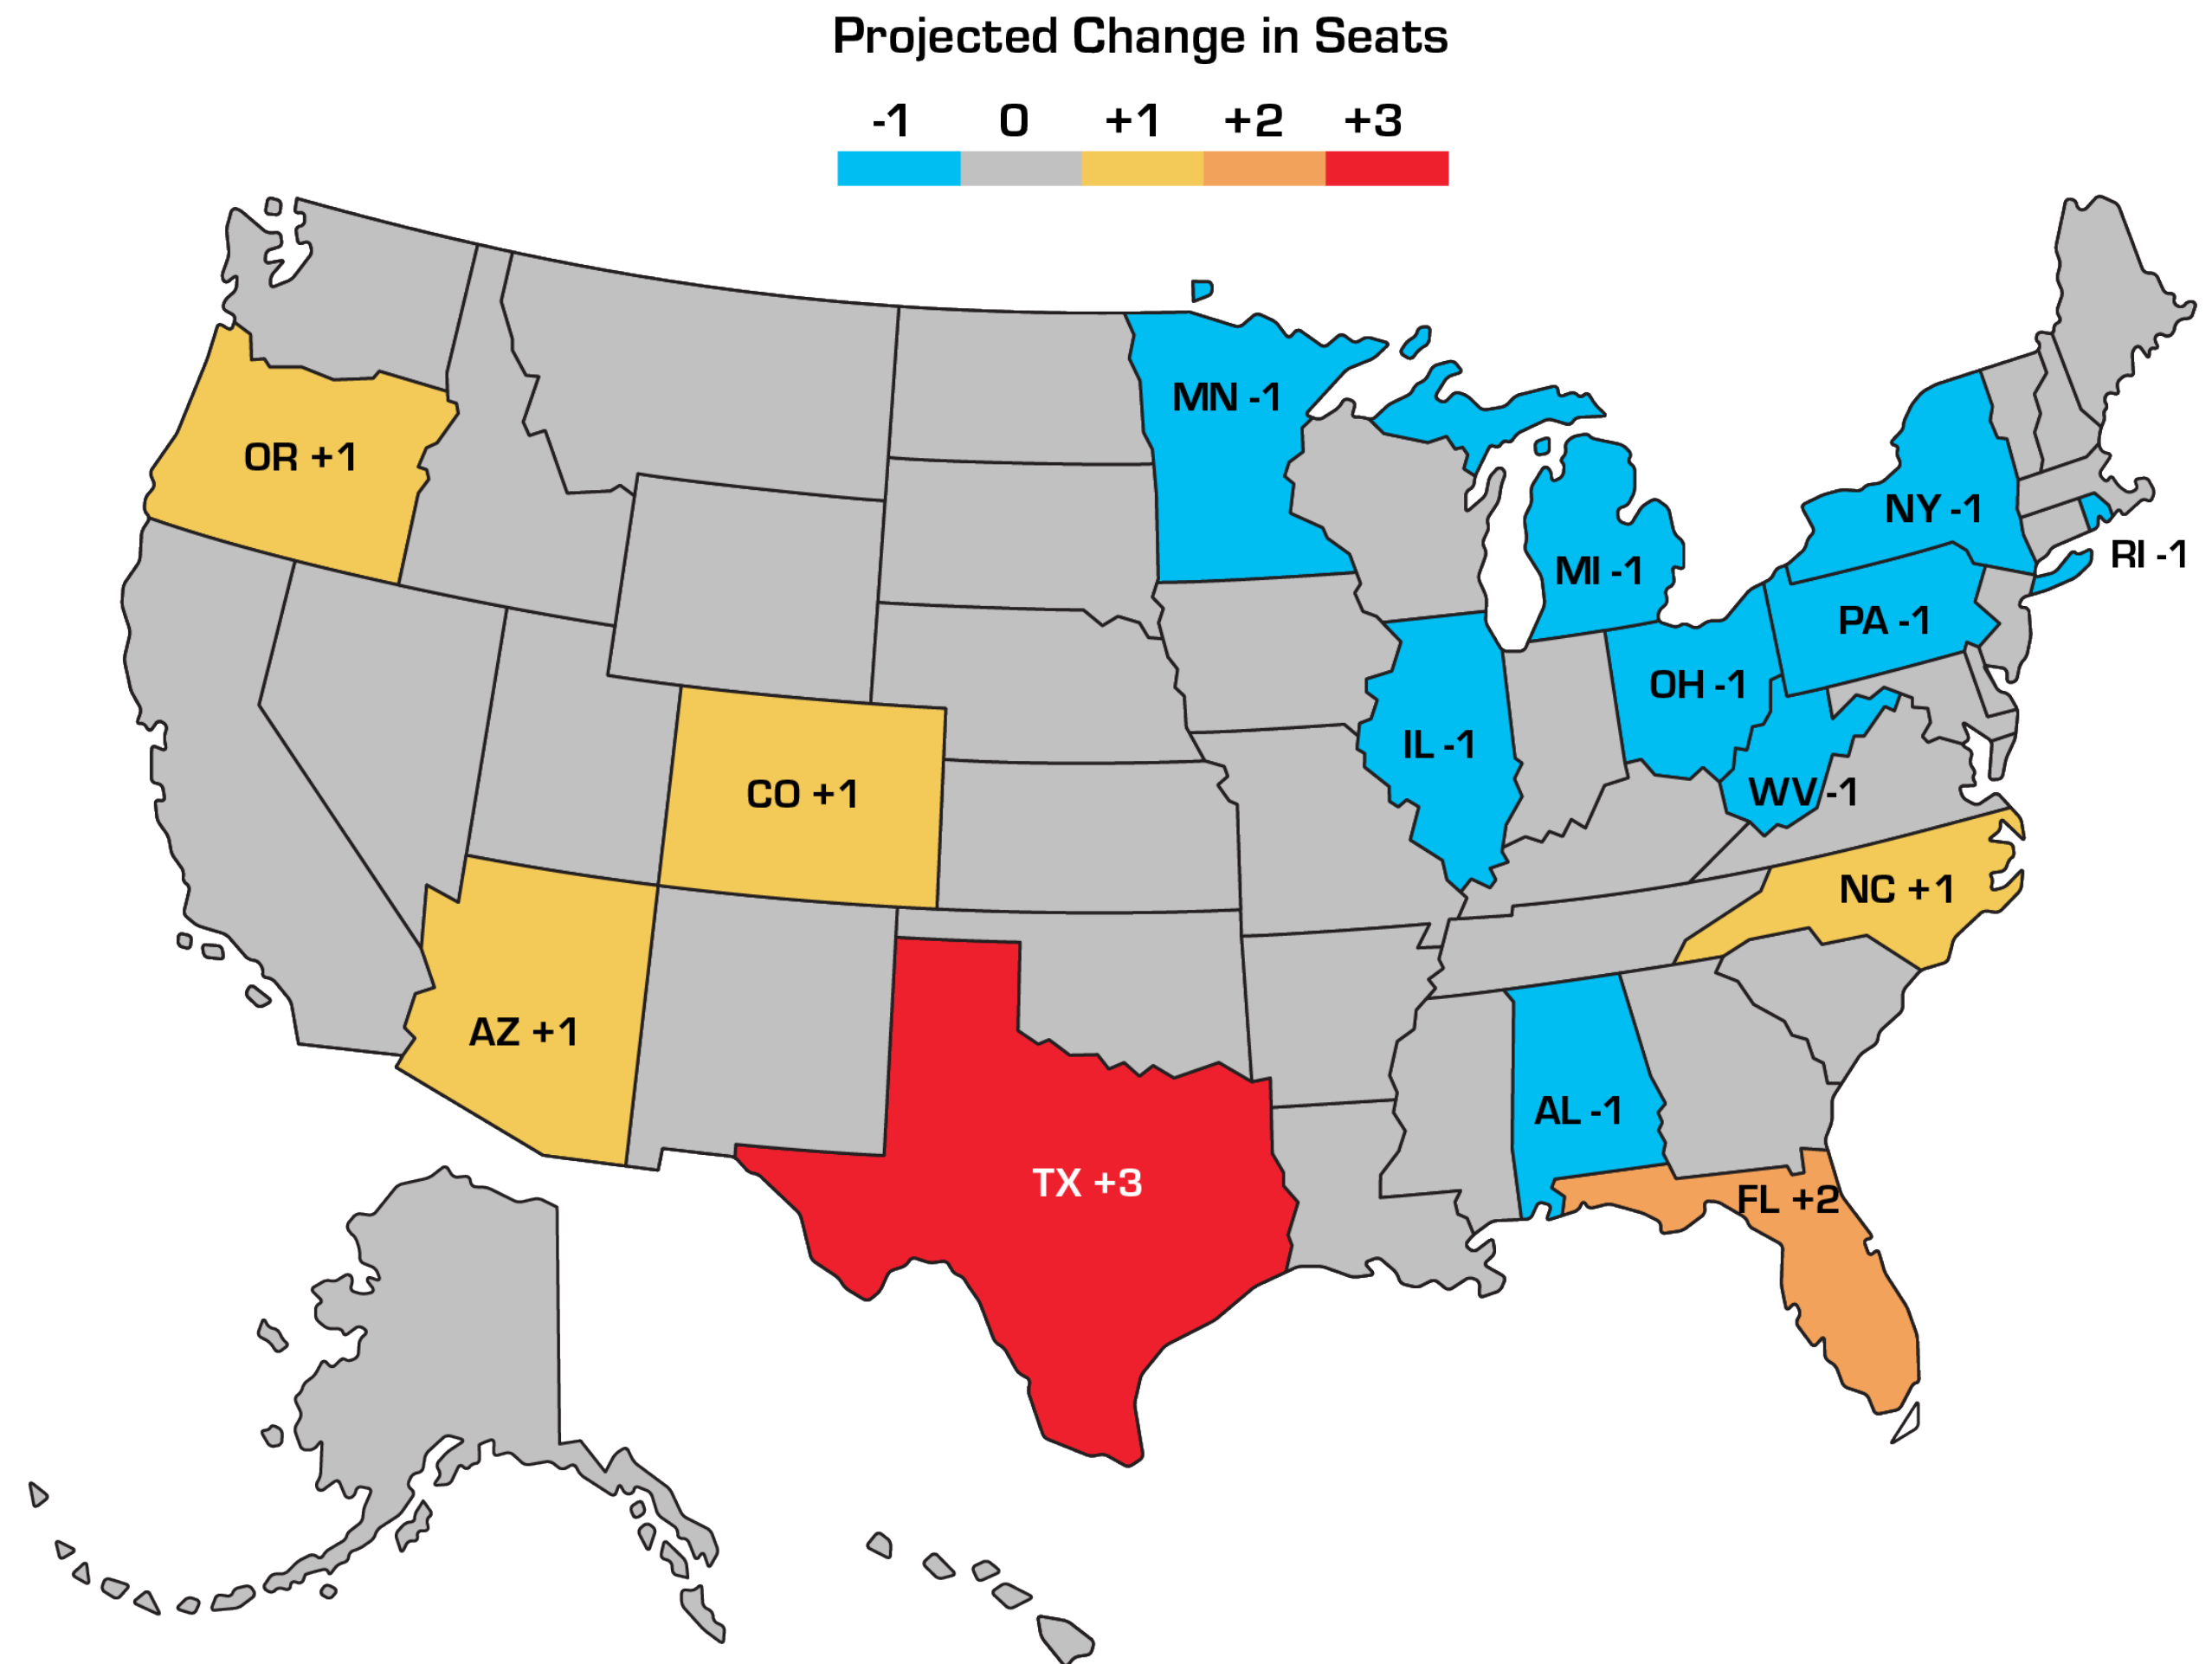 Projected Change in Seats
-1 0 +1 +2 +3
MN -1
OR +1
NY -1
RI -1
MI -1
PA -1
OH -1
IL -1
CO +1
WV -1
NC +1
AZ +1
AL -1
TX +3
FL +2